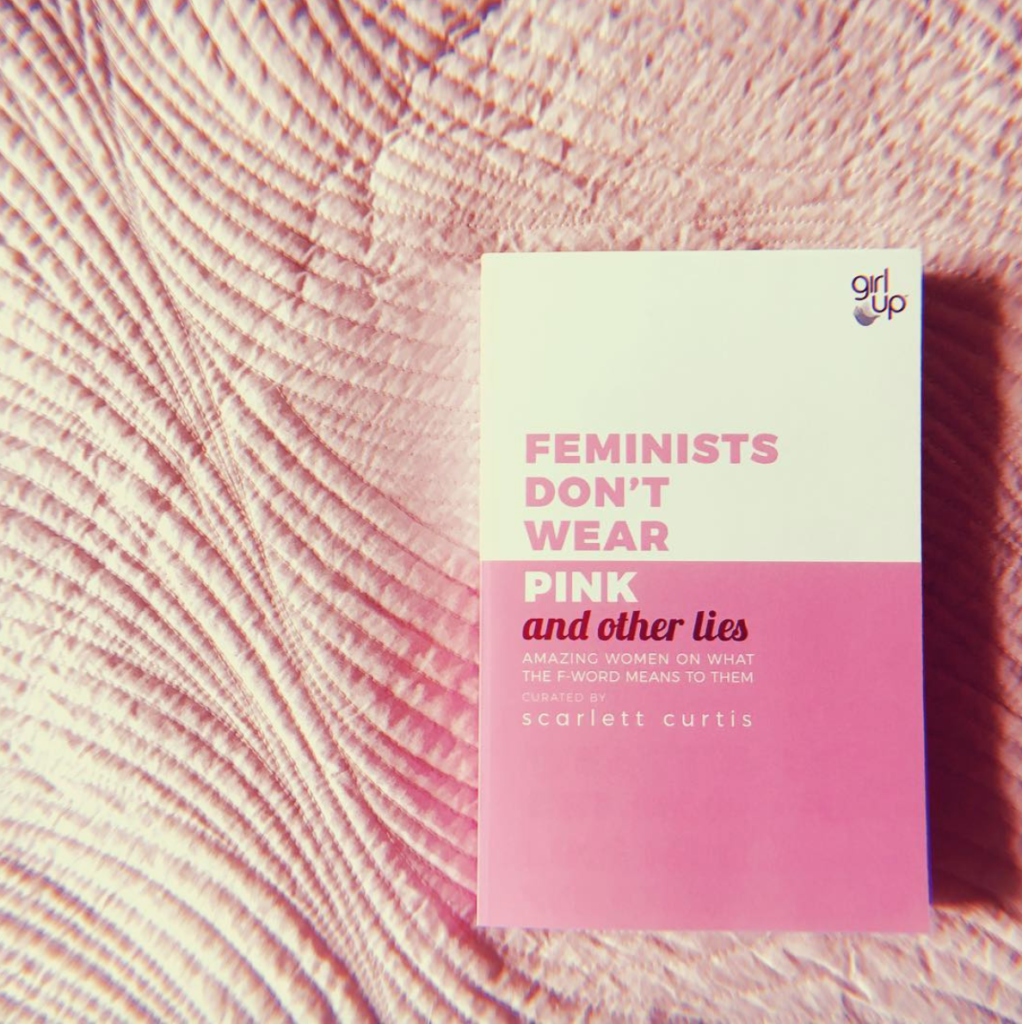 girl
up
FEMINISTS
DON'T
WEAR
PINK
and other lies
AMAZING WOMEN ON WHAT
THE F-WORD MEANS TO THEM
CURATED BY
scarlett curtis